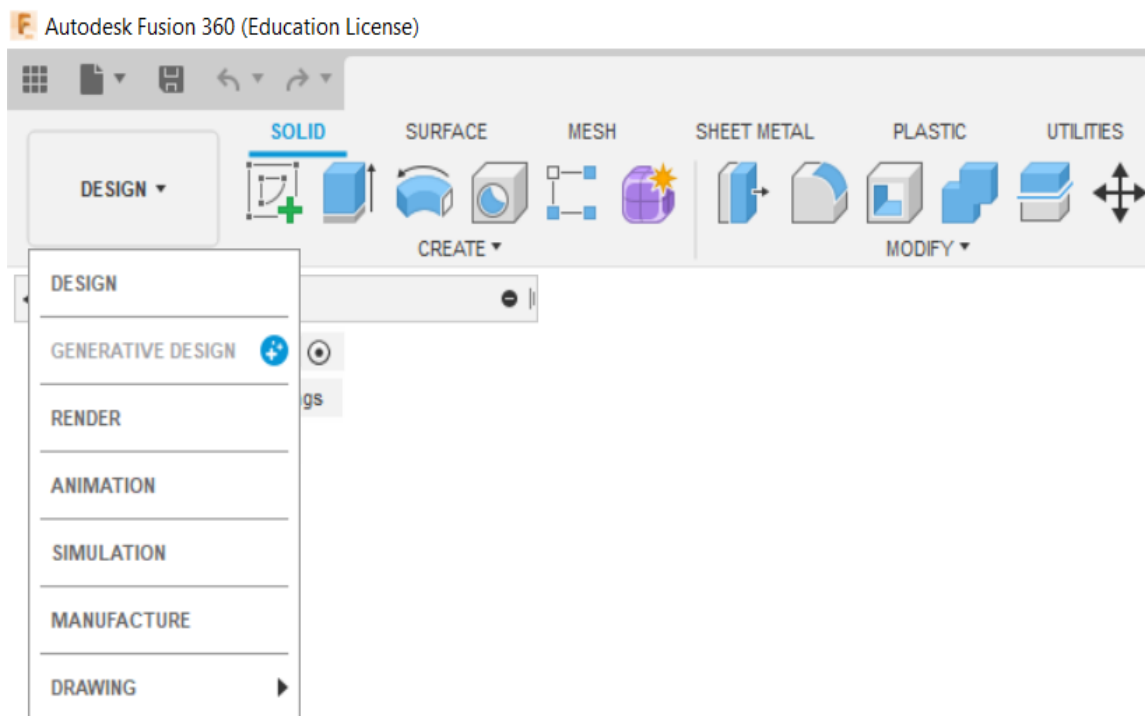 Autodesk Fusion 360 (Education License)
SOLID SURFACE MESH SHEET METAL PLASTIC UTILITIES
DESIGN
CREATE MODIFY
DESIGN
GENERATIVE DESIGN
gs
RENDER
ANIMATION
SIMULATION
MANUFACTURE
DRAWING